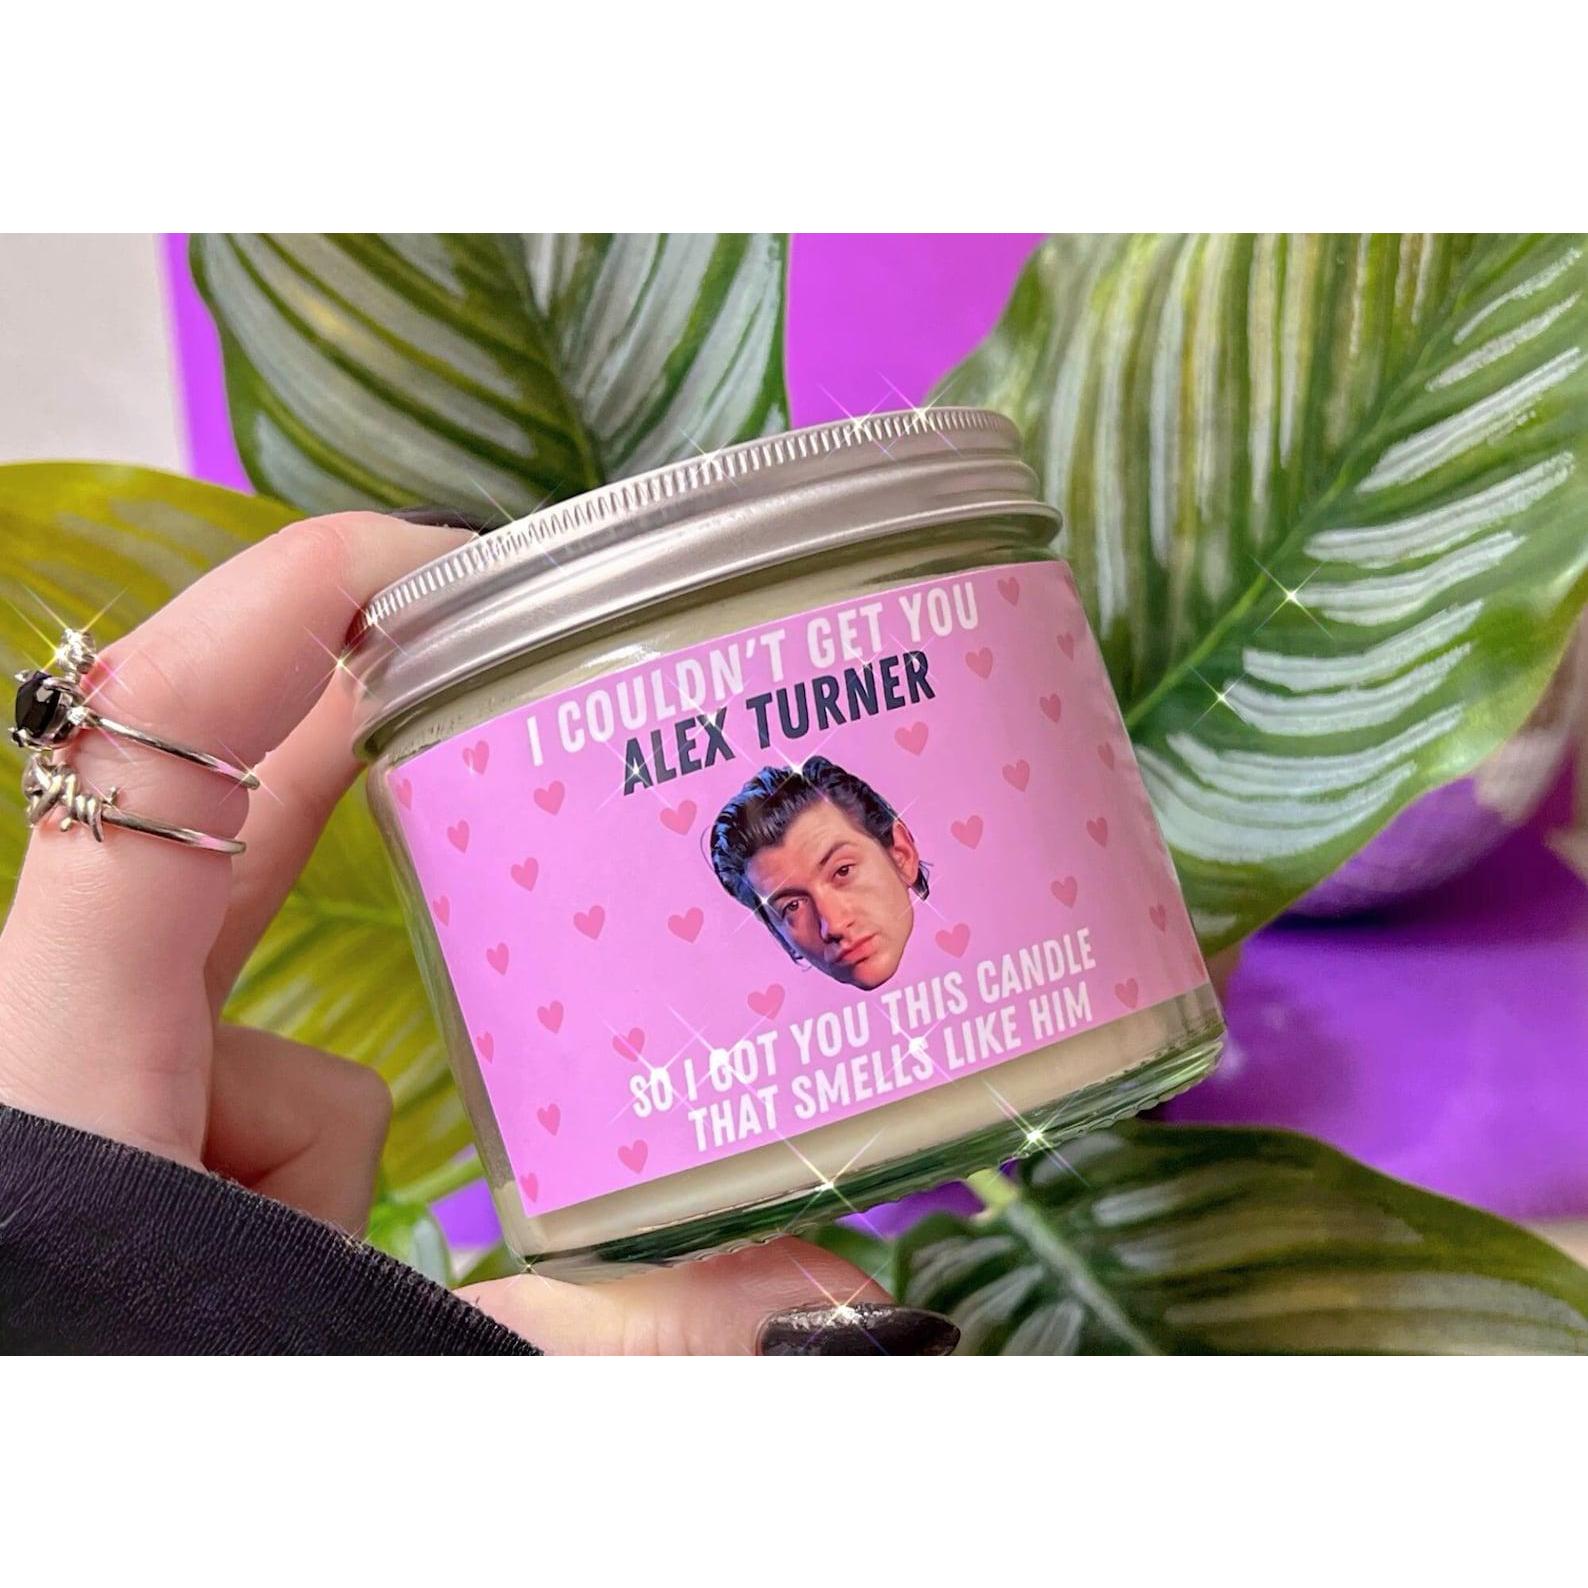 I COULDN'T GET YOU
ALEX TURNER
SO I GOT YOU THIS CANDLE
THAT SMELLS LIKE HIM